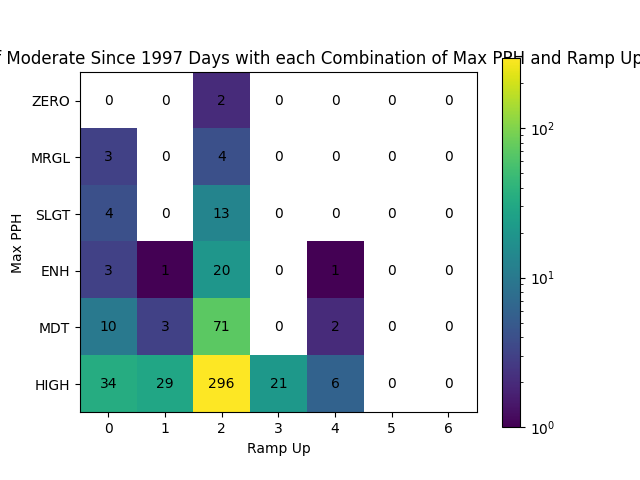 Moderate Since 1997 Days with each Combination of Max PPH and Ramp Up
ZERO 0 0 2 0 0 0 0
MRGL 3 0 4 0 0 0 0
SLGT 4 0 13 0 0 0 0
ENH 3 1 20 0 1 0 0
MDT 10 3 71 0 2 0 0
HIGH 34 29 296 21 6 0 0
0 1 2 3 4 5 6
Ramp Up
Max PPH
10^2
10^1
10^0